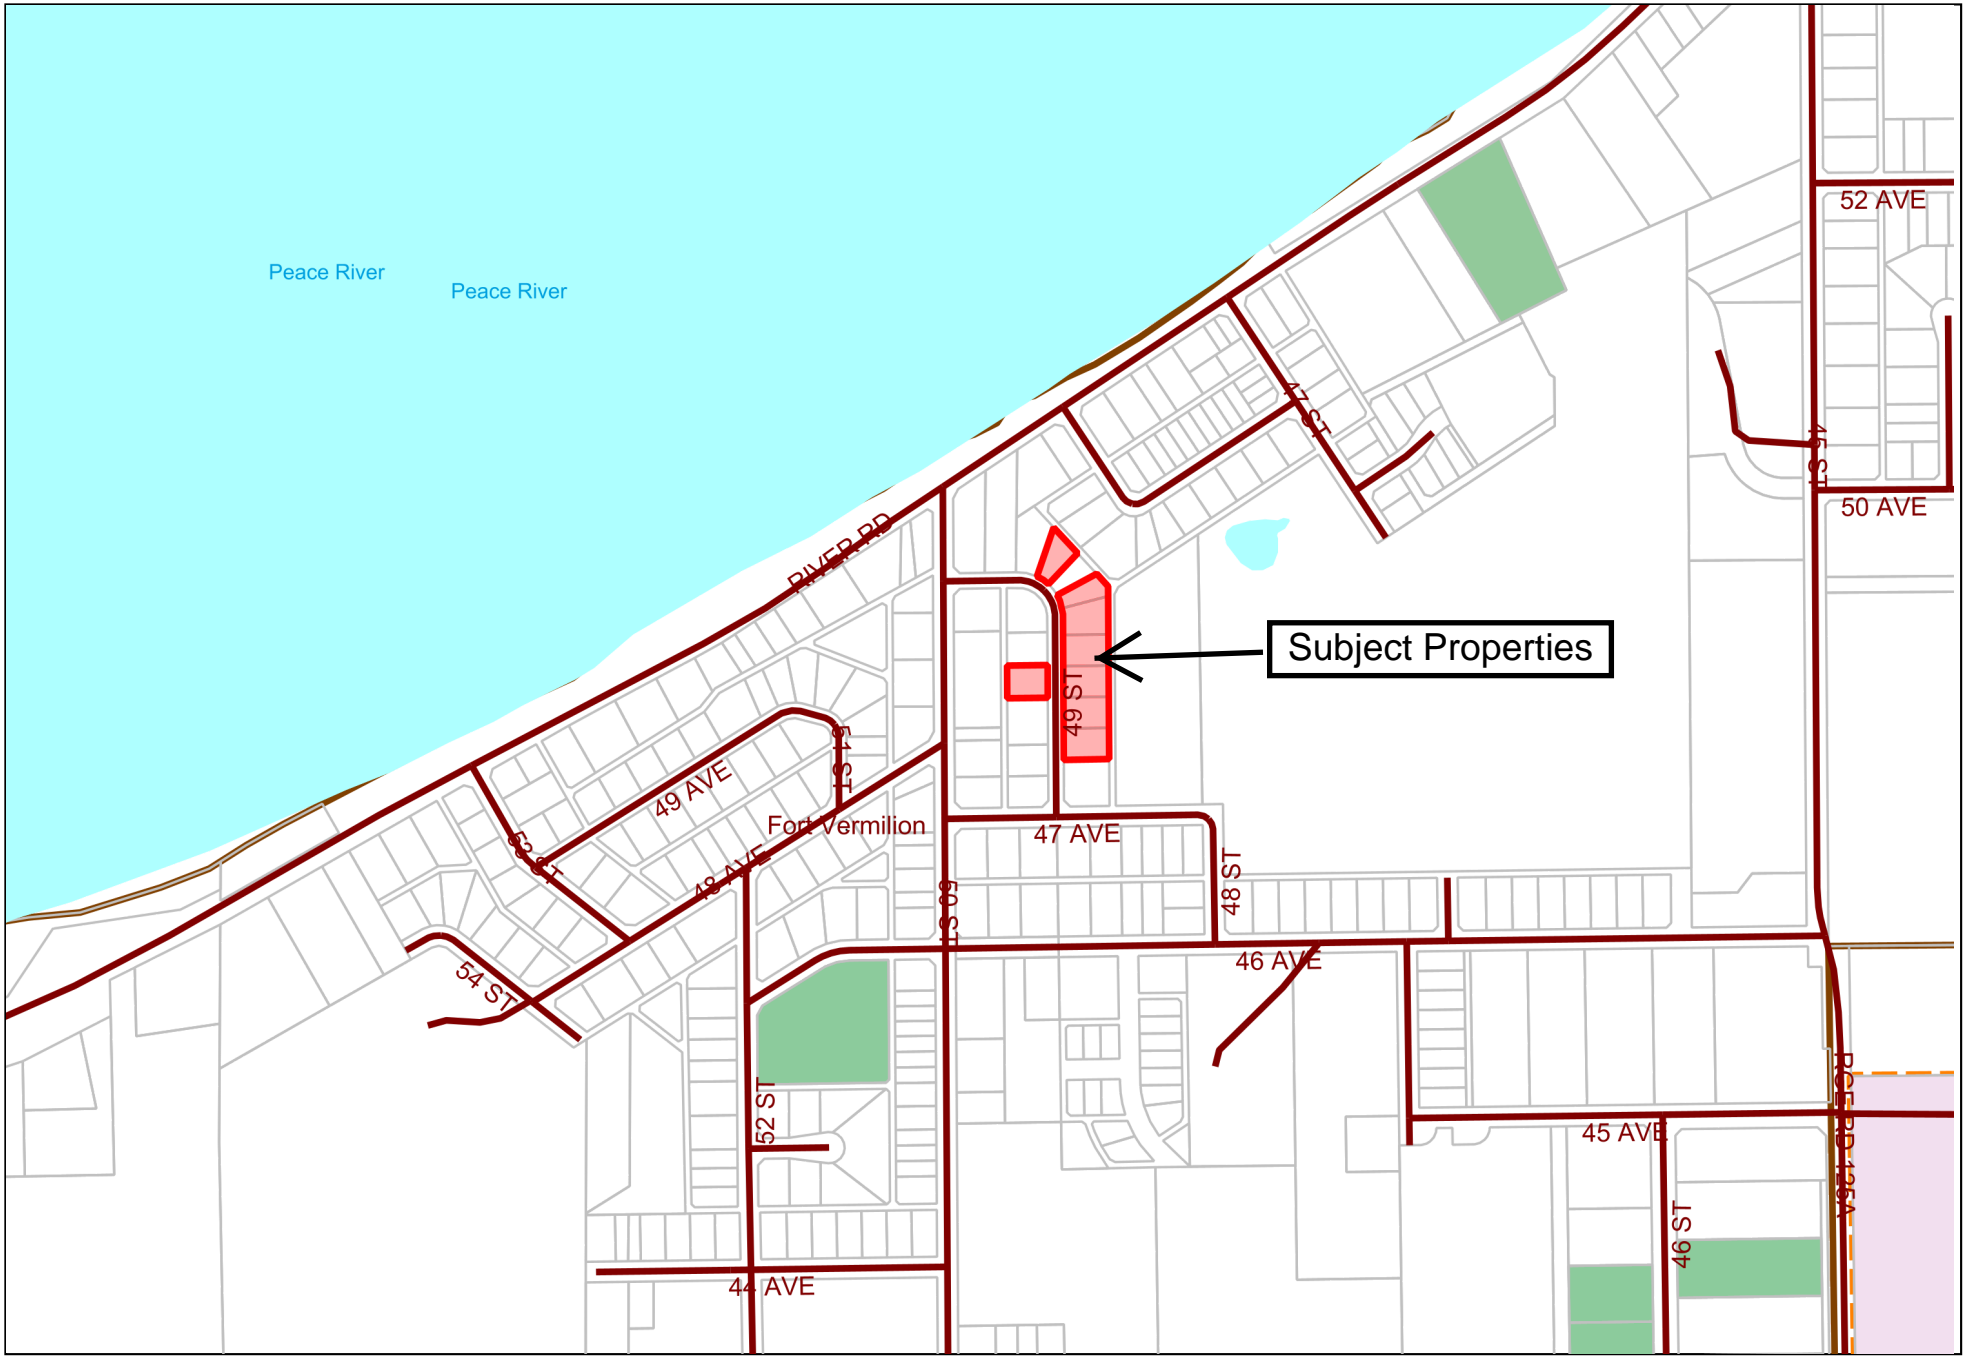 52 AVE
Peace River
Peace River
47 ST
45 ST
50 AVE
RIVER RD
Subject Properties
49 ST
51 ST
49 AVE
Fort Vermilion
47 AVE
53 ST
48 AVE
48 ST
50 ST
46 AVE
54 ST
52 ST
45 AVE
RGE RD 126A
46 ST
44 AVE